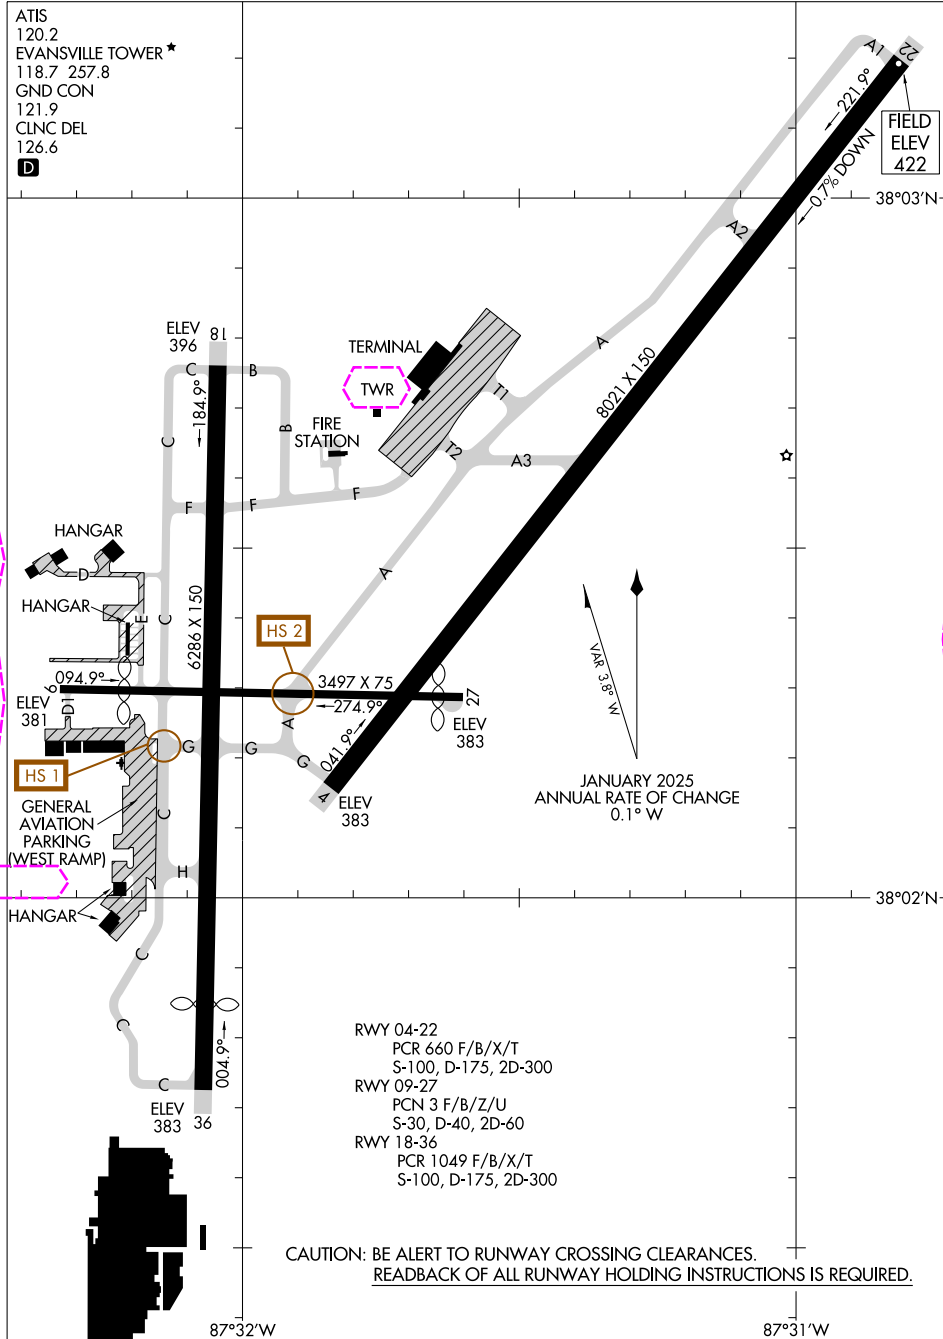 ATIS
120.2
EVANSVILLE TOWER ★
118.7 257.8
GND CON
121.9
CLNC DEL
126.6
D
A1
22
221.9°
FIELD
ELEV
422
0.7% DOWN
38°03'N
A2
ELEV
396
18
TERMINAL
TWR
A
C
B
184.9°
8021 X 150
T1
C
B
FIRE
STATION
T2
A3
F
F
F
HANGAR
D
A
HANGAR
E
C
6286 X 150
HS 2
VAR 3.8° W
9
094.9°
3497 X 75
274.9°
27
D1
ELEV
381
A
ELEV
383
G
G
G
041.9°
HS 1
4
ELEV
383
JANUARY 2025
ANNUAL RATE OF CHANGE
0.1° W
GENERAL
AVIATION
PARKING
(WEST RAMP)
C
H
HANGAR
38°02'N
C
C
004.9°
C
ELEV
383
36
RWY 04-22
PCR 660 F/B/X/T
S-100, D-175, 2D-300
RWY 09-27
PCN 3 F/B/Z/U
S-30, D-40, 2D-60
RWY 18-36
PCR 1049 F/B/X/T
S-100, D-175, 2D-300
CAUTION: BE ALERT TO RUNWAY CROSSING CLEARANCES.
READBACK OF ALL RUNWAY HOLDING INSTRUCTIONS IS REQUIRED.
87°32'W
87°31'W